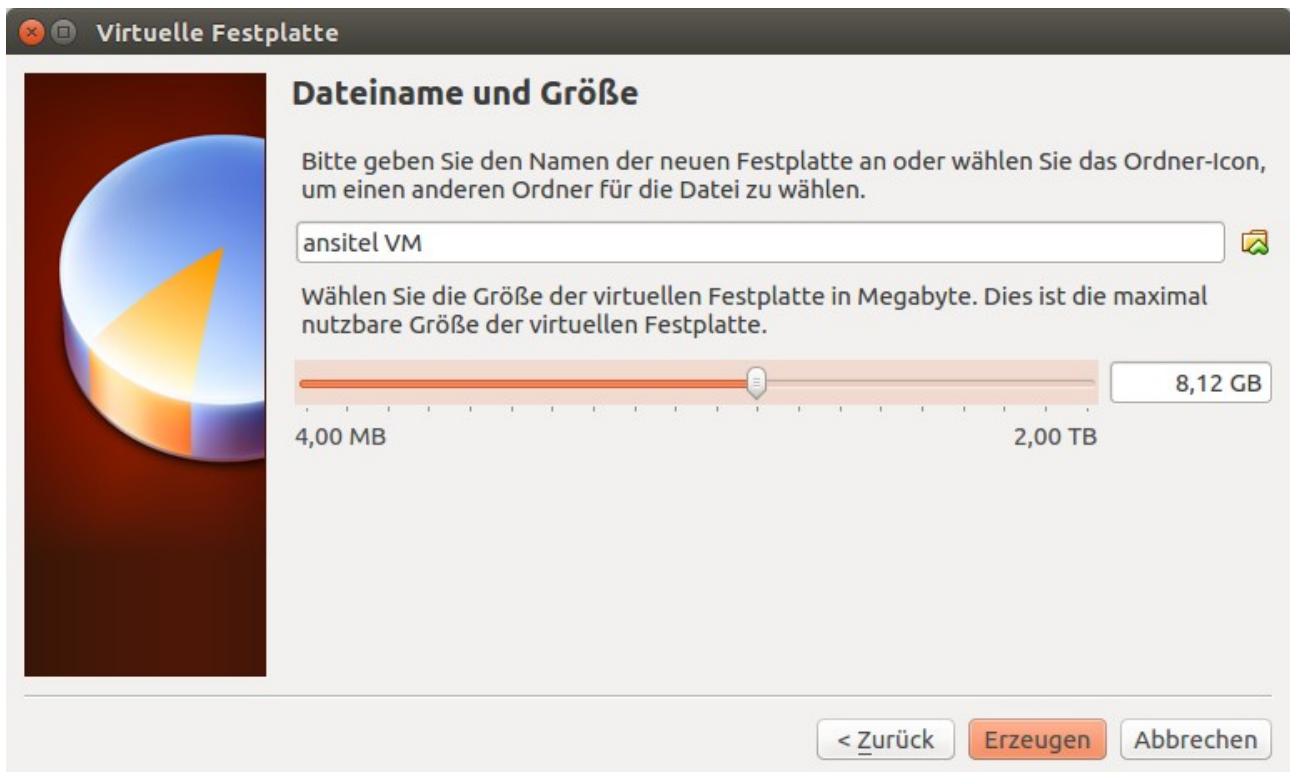 Virtuelle Festplatte
Dateiname und Größe
Bitte geben Sie den Namen der neuen Festplatte an oder wählen Sie das Ordner-Icon,
um einen anderen Ordner für die Datei zu wählen.
ansitel VM
Wählen Sie die Größe der virtuellen Festplatte in Megabyte. Dies ist die maximal
nutzbare Größe der virtuellen Festplatte.
8,12 GB
4,00 MB 2,00 TB
< Zurück Erzeugen Abbrechen